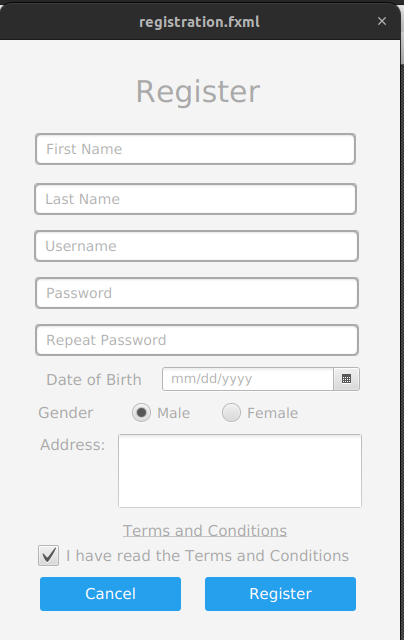 registration.fxml
Register
First Name
Last Name
Username
Password
Repeat Password
Date of Birth mm/dd/yyyy
Gender Male Female
Address:
Terms and Conditions
I have read the Terms and Conditions
Cancel Register